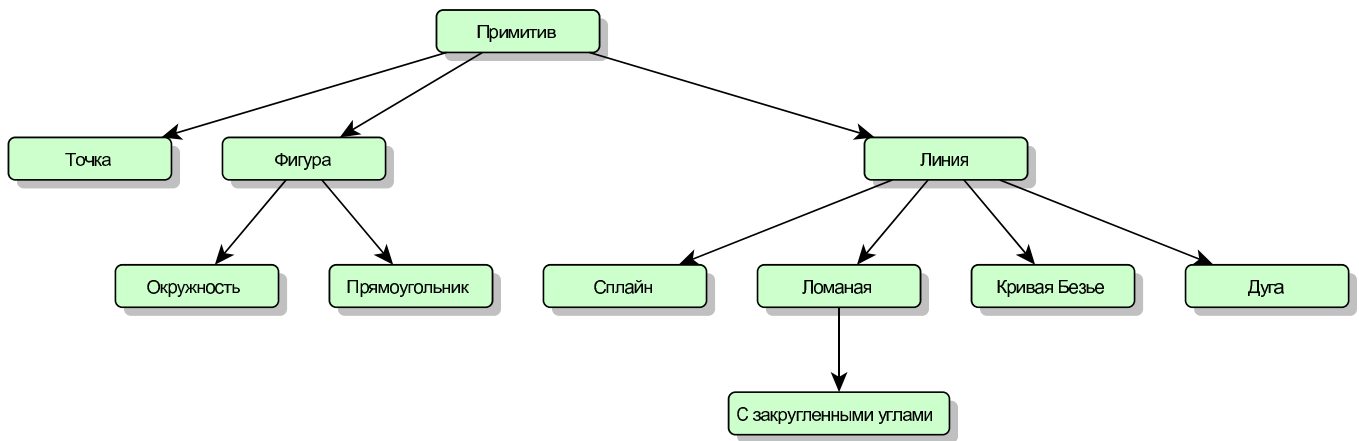 Примитив
Точка
Фигура
Линия
Окружность
Прямоугольник
Сплайн
Ломаная
Кривая Безье
Дуга
С закругленными углами